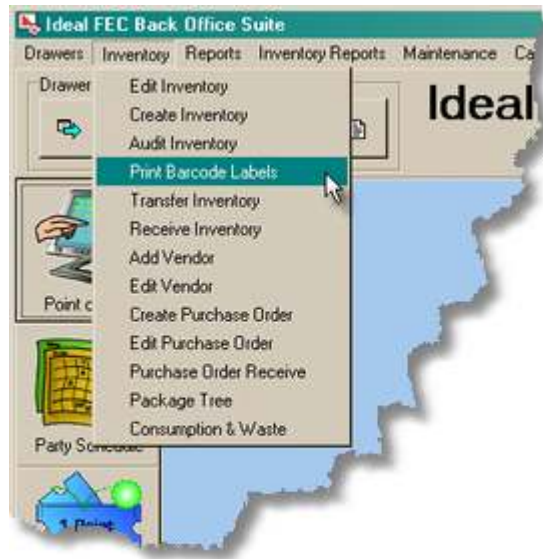 Ideal FEC Back Office Suite
Drawers Inventory Reports Inventory Reports Maintenance
Drawer
Ideal
Edit Inventory
Create Inventory
Audit Inventory
Print Barcode Labels
Transfer Inventory
Receive Inventory
Add Vendor
Edit Vendor
Create Purchase Order
Edit Purchase Order
Purchase Order Receive
Package Tree
Consumption & Waste
Point
Party